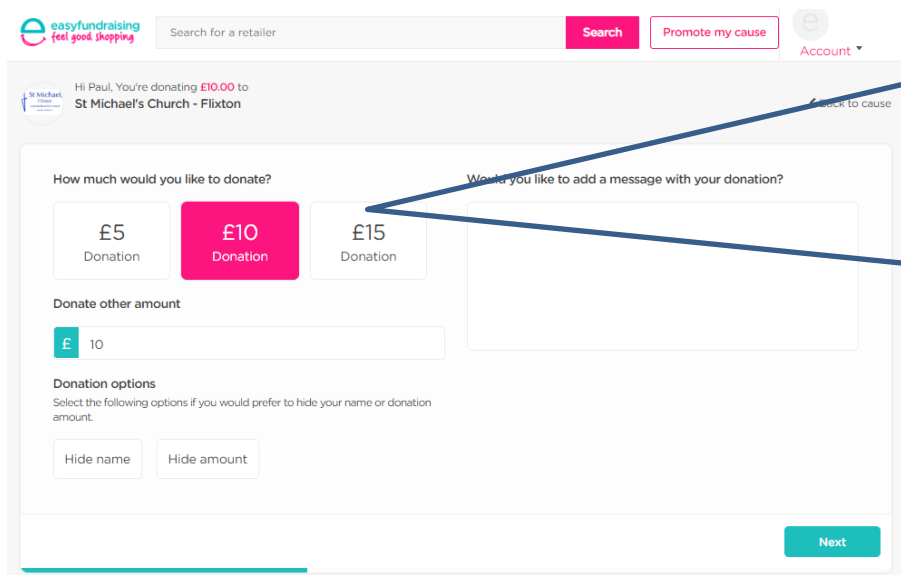 easyfundraising
feel good shopping
Search for a retailer
Search
Promote my cause
e
Account
Hi Paul, You're donating £10.00 to
St Michael's Church - Flixton
Back to cause
St Michael
Flixton
How much would you like to donate?
Would you like to add a message with your donation?
£5
Donation
£10
Donation
£15
Donation
Donate other amount
£ 10
Donation options
Select the following options if you would prefer to hide your name or donation
amount.
Hide name
Hide amount
Next